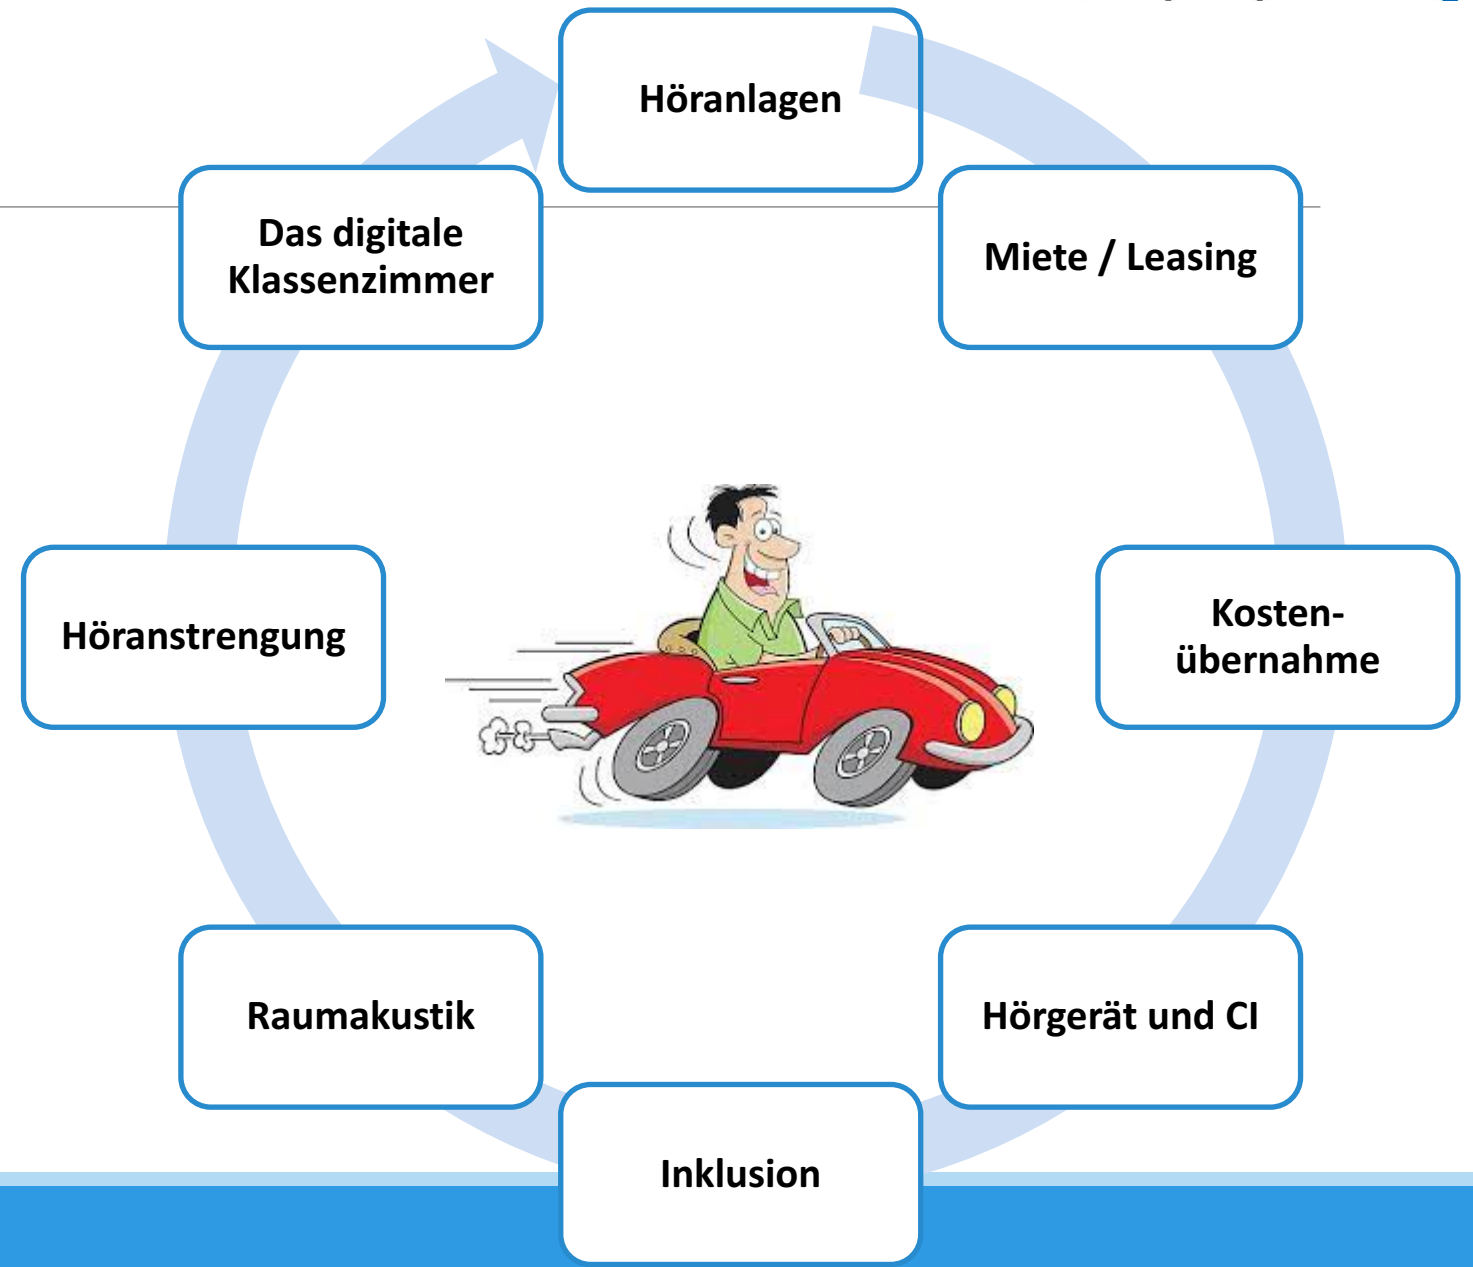 Höranlagen
Miete / Leasing
Kosten-
übernahme
Hörgerät und CI
Inklusion
Raumakustik
Höranstrengung
Das digitale
Klassenzimmer